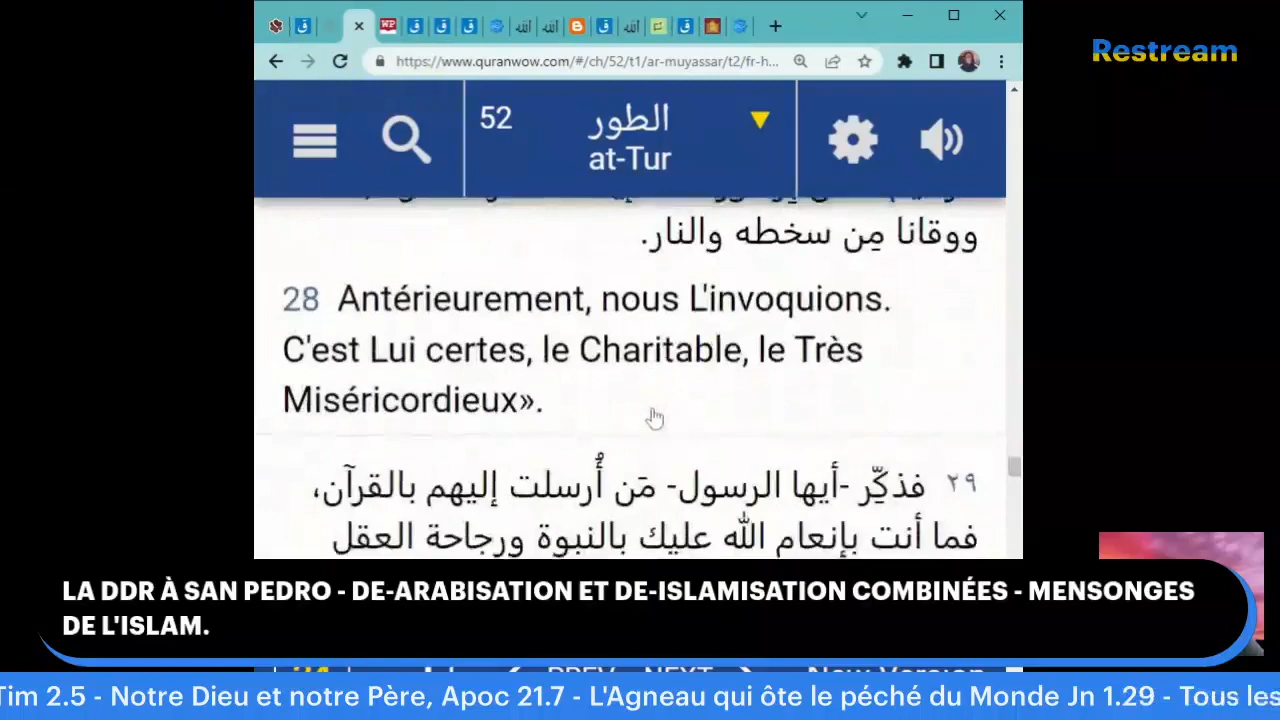 Restream
https://www.quranwow.com/#/ch/52/t1/ar-muyassar/t2/fr-h...
52
الطور
at-Tur
ووقانا مِن سخطه والنار.
28 Antérieurement, nous L'invoquions.
C'est Lui certes, le Charitable, le Très
Miséricordieux».
٢٩ فذكِّر -أيها الرسول- مَن أُرسلت إليهم بالقرآن،
فما أنت بإنعام الله عليك بالنبوة ورجاحة العقل
LA DDR À SAN PEDRO - DE-ARABISATION ET DE-ISLAMISATION COMBINÉES - MENSONGES
DE L'ISLAM.
Tim 2.5 - Notre Dieu et notre Père, Apoc 21.7 - L'Agneau qui ôte le péché du Monde Jn 1.29 - Tous les